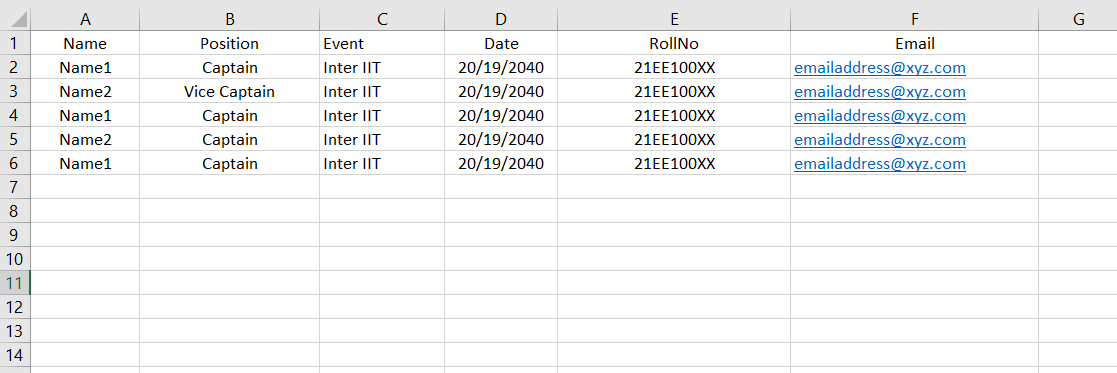 A B C D E F G
1 Name Position Event Date RollNo Email
2 Name1 Captain Inter IIT 20/19/2040 21EE100XX emailaddress@xyz.com
3 Name2 Vice Captain Inter IIT 20/19/2040 21EE100XX emailaddress@xyz.com
4 Name1 Captain Inter IIT 20/19/2040 21EE100XX emailaddress@xyz.com
5 Name2 Captain Inter IIT 20/19/2040 21EE100XX emailaddress@xyz.com
6 Name1 Captain Inter IIT 20/19/2040 21EE100XX emailaddress@xyz.com
7
8
9
10
11
12
13
14